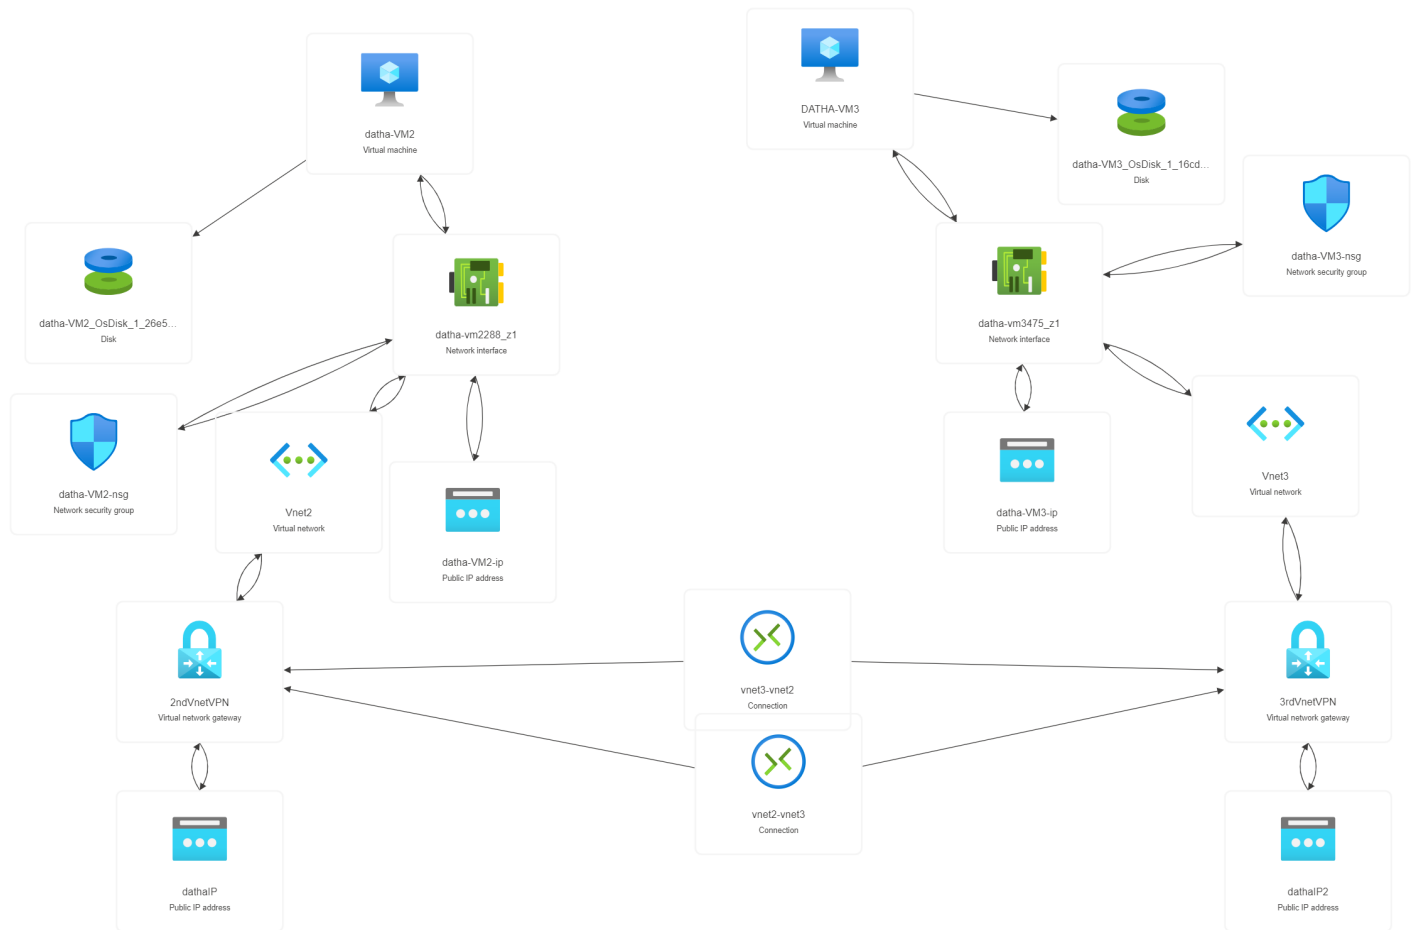 datha-VM2
Virtual machine
DATHA-VM3
Virtual machine
datha-VM3_OsDisk_1_16cd...
Disk
datha-VM3-nsg
Network security group
datha-VM2_OsDisk_1_26e5...
Disk
datha-vm2288_z1
Network interface
datha-vm3475_z1
Network interface
datha-VM2-nsg
Network security group
Vnet2
Virtual network
datha-VM2-ip
Public IP address
datha-VM3-ip
Public IP address
Vnet3
Virtual network
2ndVnetVPN
Virtual network gateway
vnet3-vnet2
Connection
3rdVnetVPN
Virtual network gateway
vnet2-vnet3
Connection
dathaIP
Public IP address
dathaIP2
Public IP address